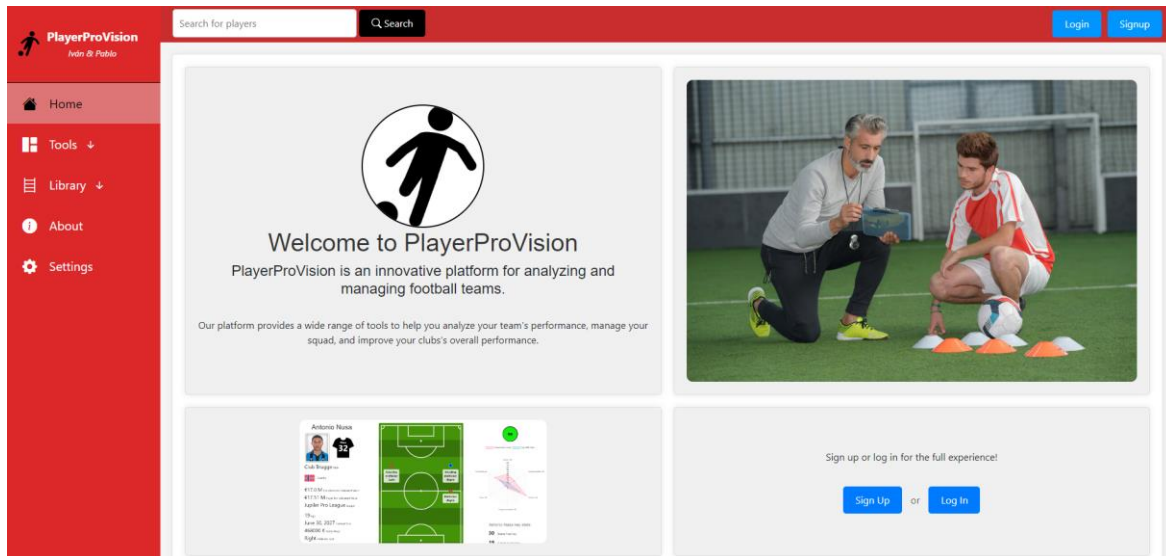 PlayerProVision
Iván & Pablo
Search for players
Search
Login
Signup
Home
Tools
Library
About
Settings
Welcome to PlayerProVision
PlayerProVision is an innovative platform for analyzing and
managing football teams.
Our platform provides a wide range of tools to help you analyze your team's performance, manage your
squad, and improve your clubs's overall performance.
Antonio Nusa
32
Club Brugge
Jupiler Pro League
June 30, 2027
Right
Sign up or log in for the full experience!
Sign Up
or
Log In